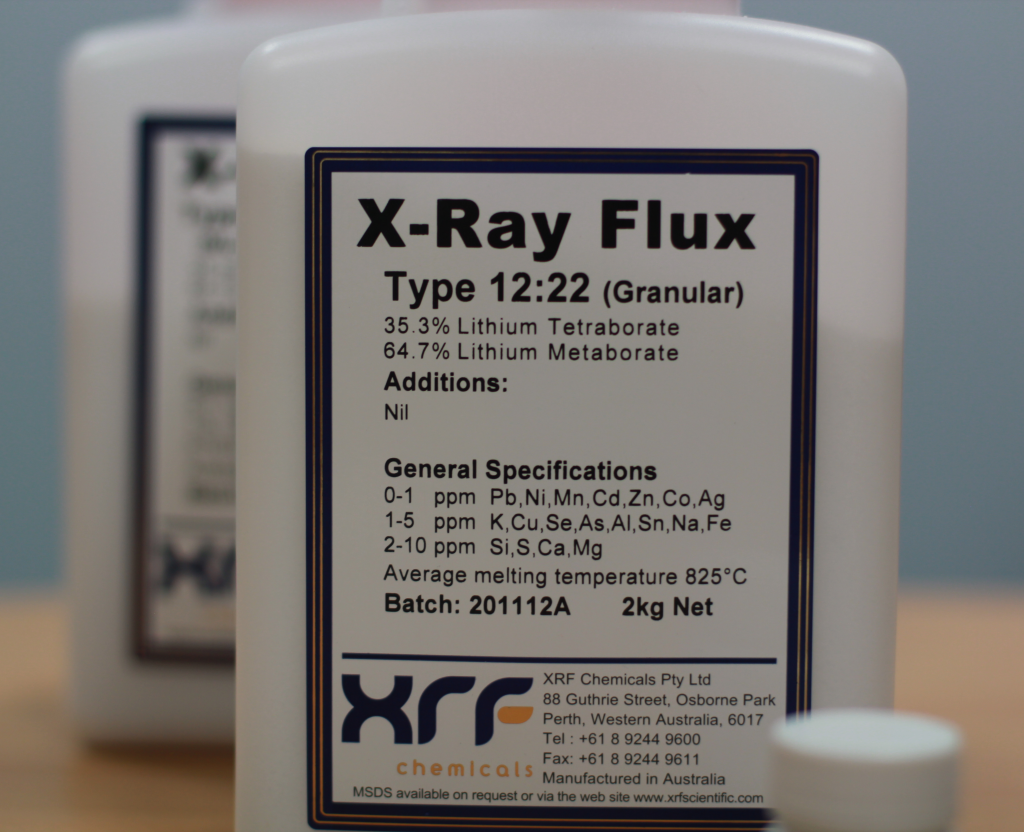 X-Ray Flux
Type 12:22 (Granular)
35.3% Lithium Tetraborate
64.7% Lithium Metaborate
Additions:
Nil
General Specifications
0-1 ppm Pb,Ni,Mn,Cd,Zn,Co,Ag
1-5 ppm K,Cu,Se,As,Al,Sn,Na,Fe
2-10 ppm Si,S,Ca,Mg
Average melting temperature 825°C
Batch: 201112A 2kg Net
XRF
chemicals
XRF Chemicals Pty Ltd
88 Guthrie Street, Osborne Park
Perth, Western Australia, 6017
Tel : +61 8 9244 9600
Fax: +61 8 9244 9611
Manufactured in Australia
MSDS available on request or via the web site www.xrfscientific.com